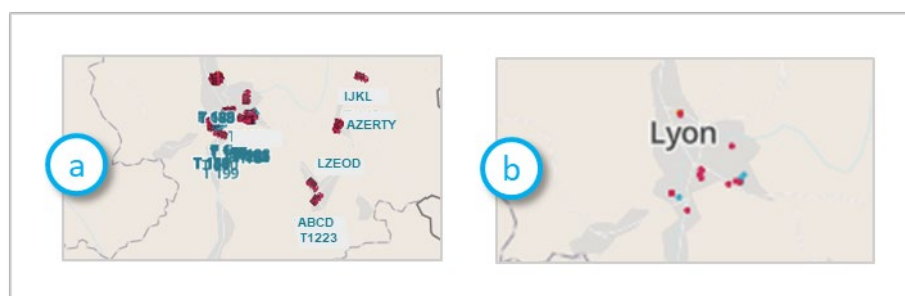 IJKL
AZERTY
LZEOD
T 199
ABCD
T1223
a
Lyon
b